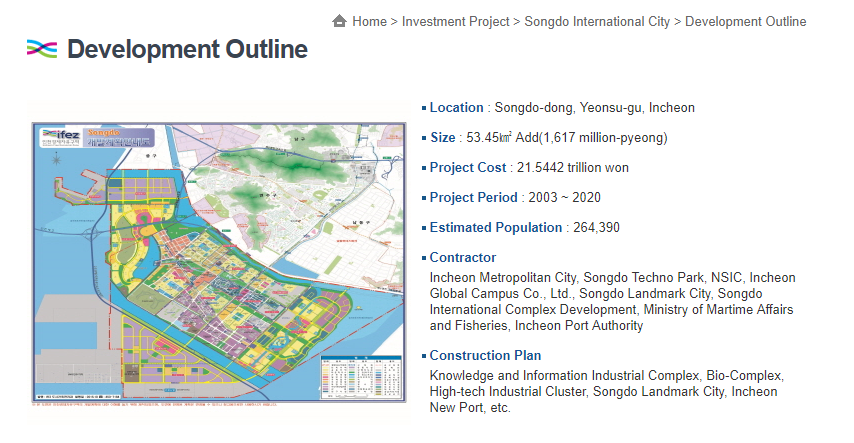 Home > Investment Project > Songdo International City > Development Outline
Development Outline
ifez
Songdo
Location : Songdo-dong, Yeonsu-gu, Incheon
Size : 53.45㎢ Add(1,617 million-pyeong)
Project Cost : 21.5442 trillion won
Project Period : 2003 ~ 2020
Estimated Population : 264,390
Contractor
Incheon Metropolitan City, Songdo Techno Park, NSIC, Incheon
Global Campus Co., Ltd., Songdo Landmark City, Songdo
International Complex Development, Ministry of Martime Affairs
and Fisheries, Incheon Port Authority
Construction Plan
Knowledge and Information Industrial Complex, Bio-Complex,
High-tech Industrial Cluster, Songdo Landmark City, Incheon
New Port, etc.